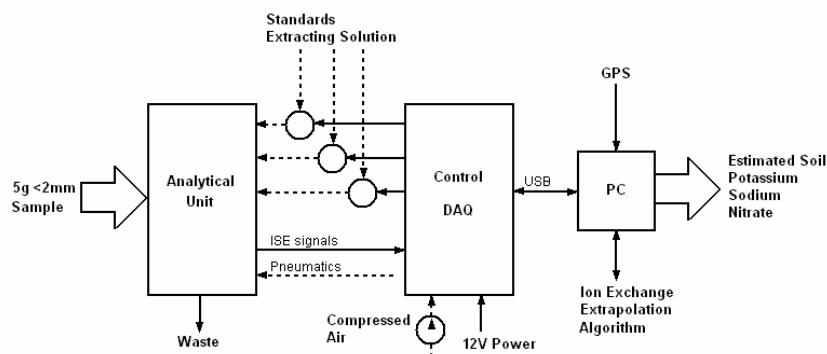 Standards
Extracting Solution
GPS
5g <2mm
Sample
Analytical
Unit
Control
DAQ
USB
PC
Estimated Soil
Potassium
Sodium
Nitrate
ISE signals
Pneumatics
Ion Exchange
Extrapolation
Algorithm
Waste
Compressed
Air
12V Power